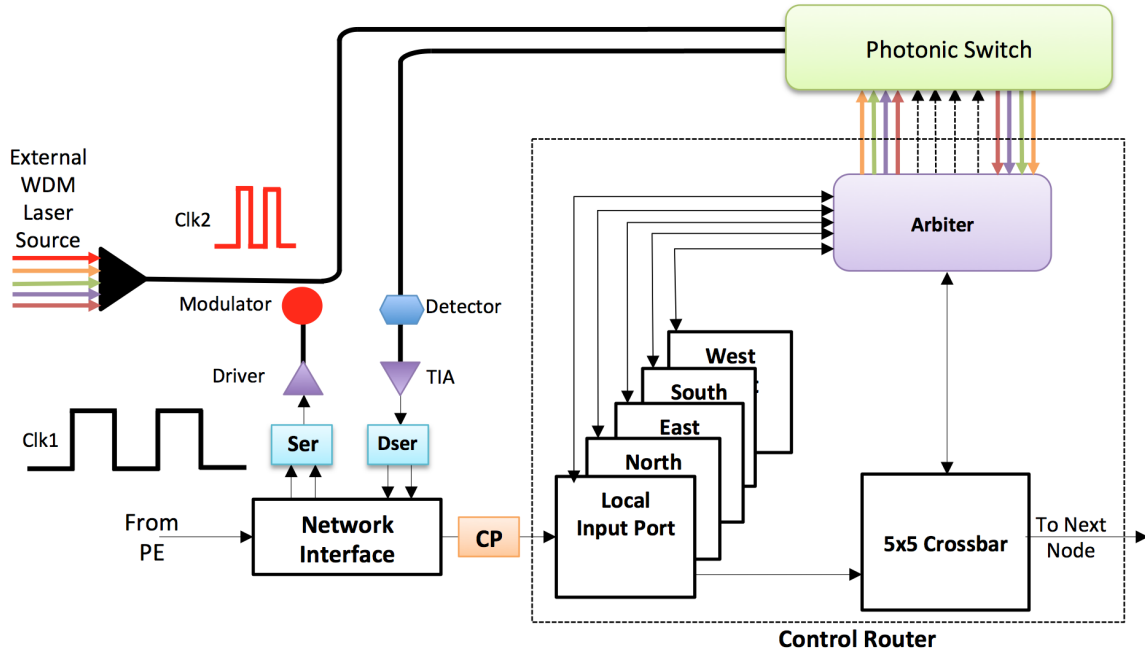 Photonic Switch
External
WDM
Laser
Source
Clk2
Arbiter
Modulator
Detector
Driver
TIA
West
South
East
North
Local
Input Port
Clk1
Ser
Dser
From
PE
Network
Interface
CP
5x5 Crossbar
To Next
Node
Control Router